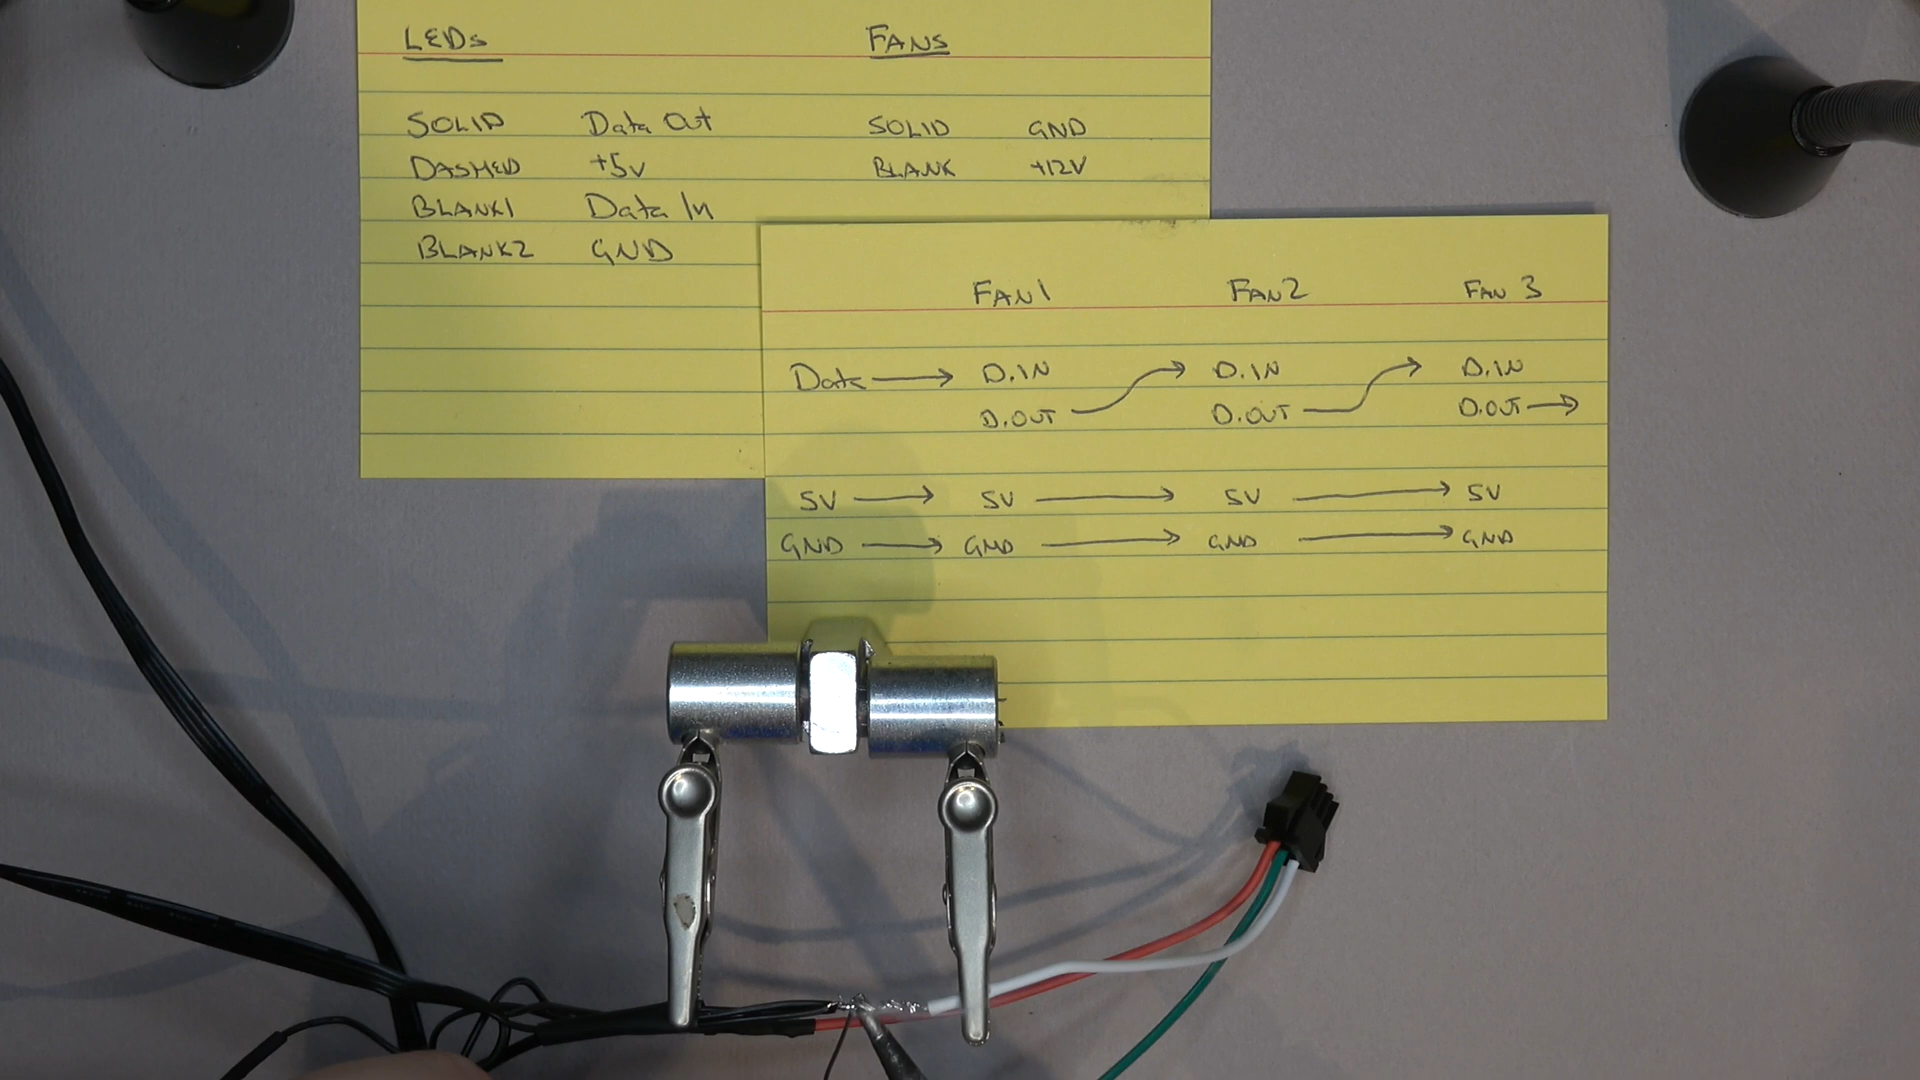 LEDs FANS
SOLID Data Out SOLID GND
DASHED +5v BLANK +12V
BLANK1 Data In
BLANK2 GND
FAN1 FAN2 FAN 3
Data → D.IN D.IN D.IN
D.OUT → D.OUT → D.OUT →
5V → 5V → 5V → 5V
GND → GND → GND → GND